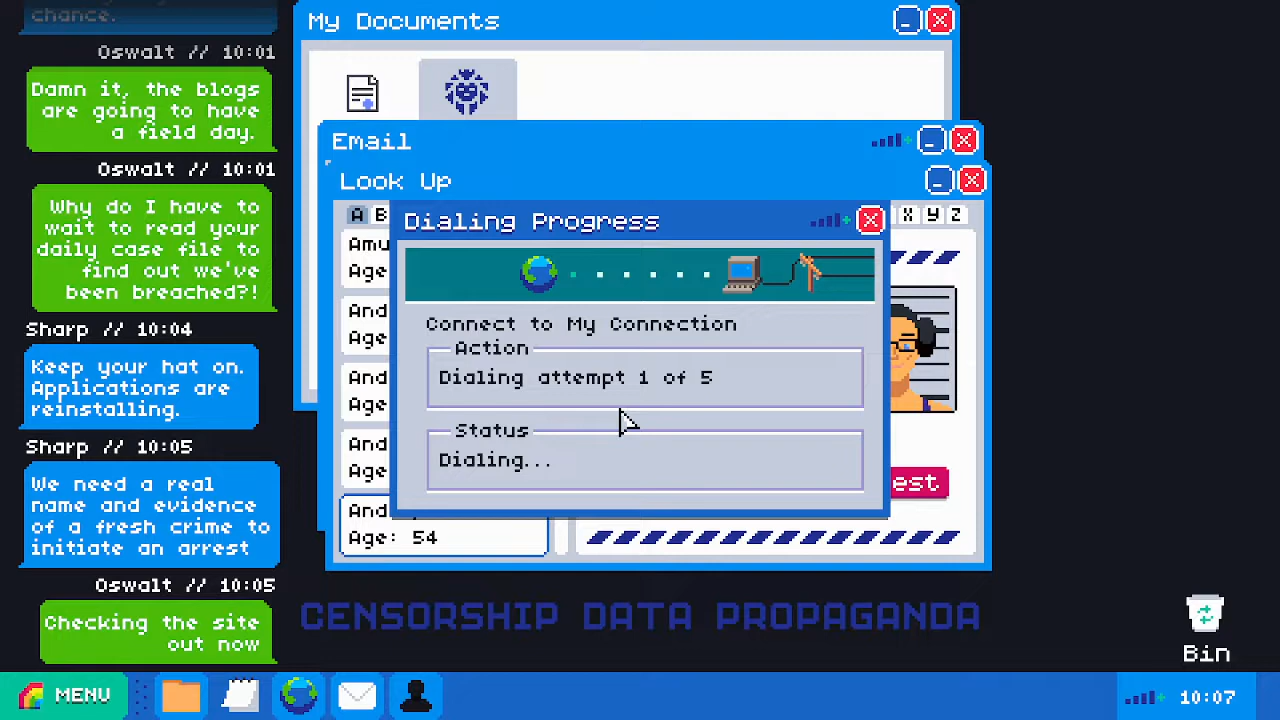 chance.
Oswalt // 10:01
Damn it, the blogs
are going to have
a field day.
Oswalt // 10:01
Why do I have to
wait to read your
daily case file to
find out we've
been breached?!
Sharp // 10:04
Keep your hat on.
Applications are
reinstalling.
Sharp // 10:05
We need a real
name and evidence
of a fresh crime to
initiate an arrest
Oswalt // 10:05
Checking the site
out now
My Documents
Email
Look Up
A B
X Y Z
Amu
Age
And
Age
And
Age
And
Age
And
Age: 54
est
Dialing Progress
Connect to My Connection
Action
Dialing attempt 1 of 5
Status
Dialing...
CENSORSHIP DATA PROPAGANDA
Bin
MENU
10:07